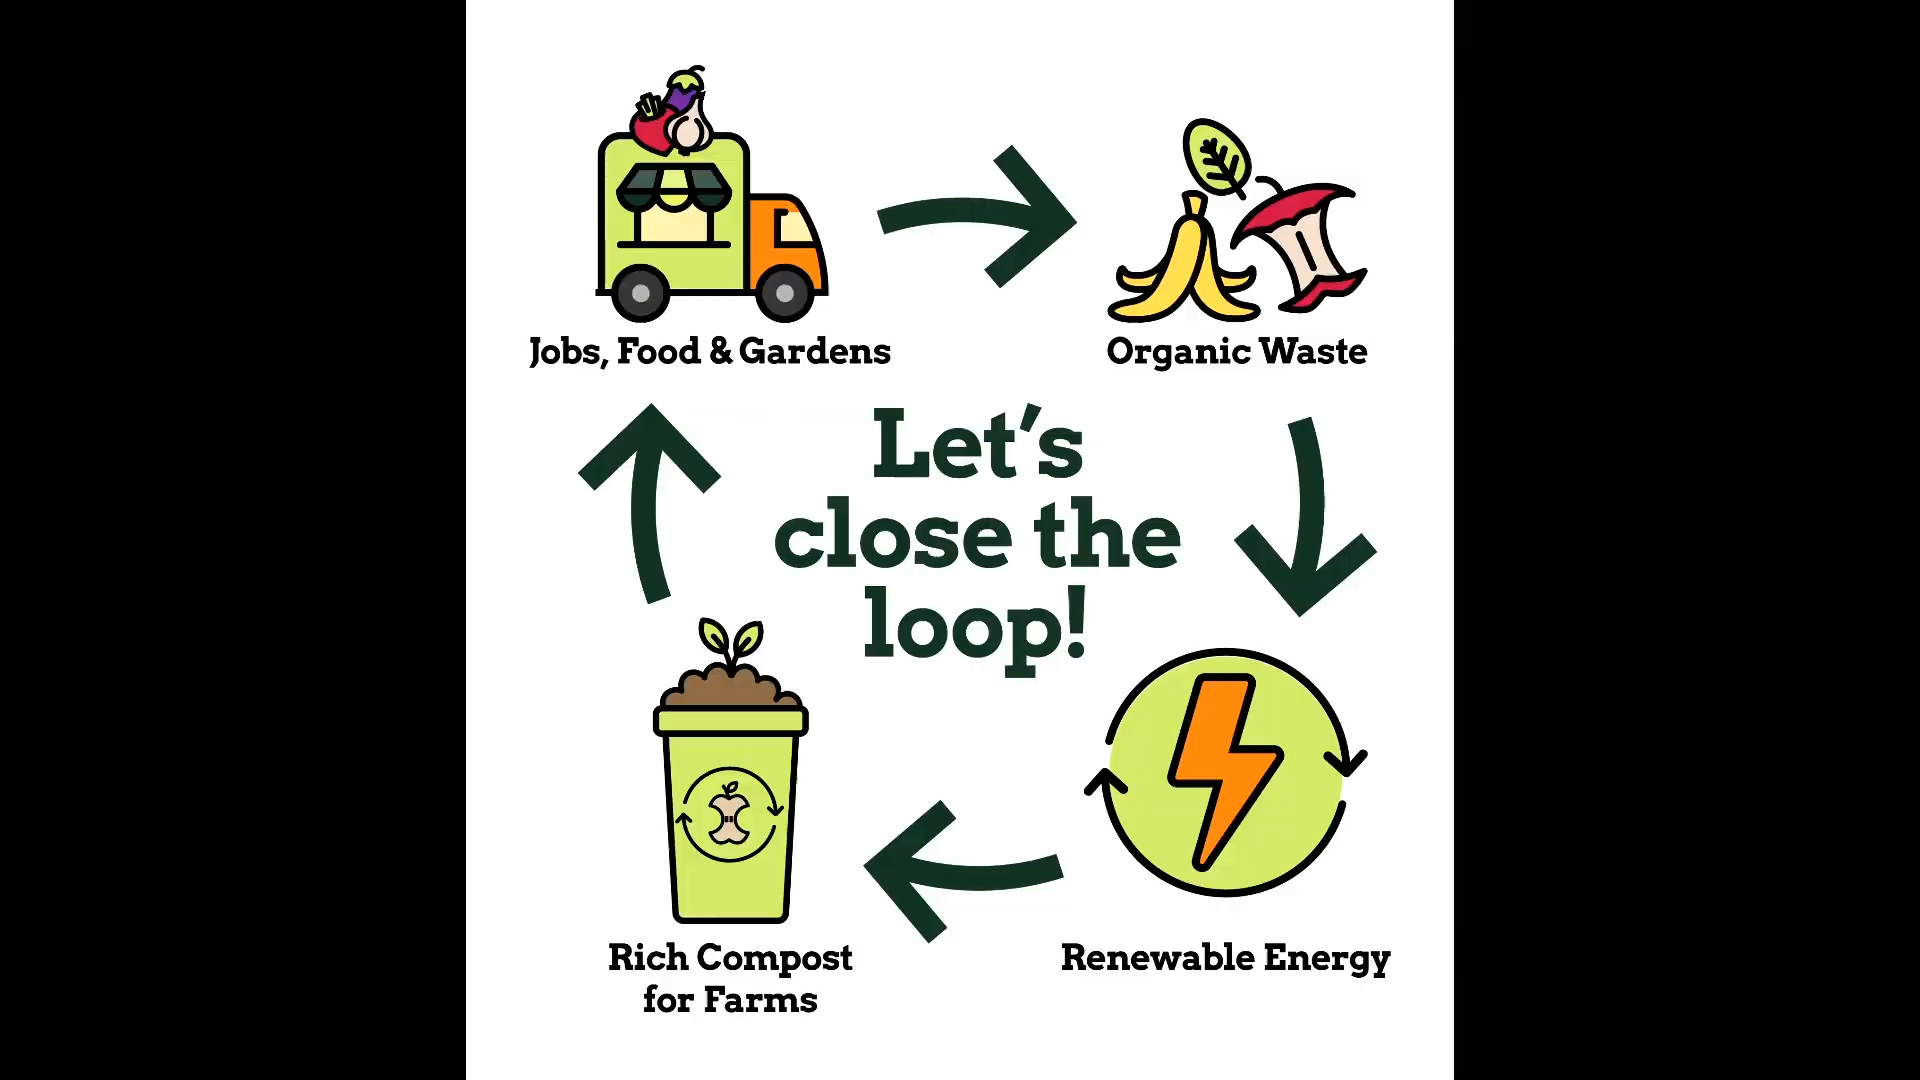 Jobs, Food & Gardens
Organic Waste
Let's
close the
loop!
Rich Compost
for Farms
Renewable Energy